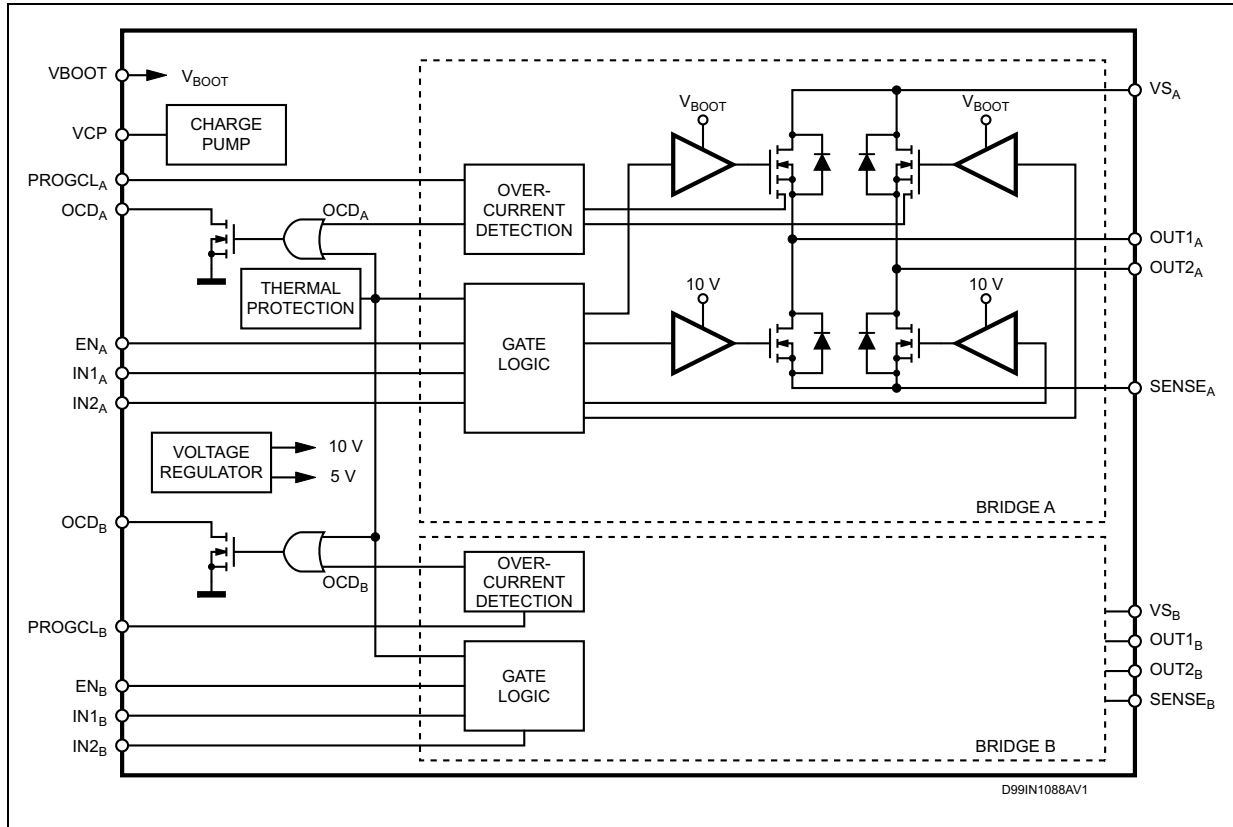 VBOOT
VBOOT
VCP
CHARGE
PUMP
PROGCLA
OCDA
OCDA
OVER-
CURRENT
DETECTION
THERMAL
PROTECTION
ENA
IN1A
IN2A
GATE
LOGIC
VBOOT
VBOOT
10 V
10 V
VSA
OUT1A
OUT2A
SENSEA
VOLTAGE
REGULATOR
10 V
5 V
BRIDGE A
OCDB
OCDB
OVER-
CURRENT
DETECTION
PROGCLB
ENB
IN1B
IN2B
GATE
LOGIC
VSB
OUT1B
OUT2B
SENSEB
BRIDGE B
D99IN1088AV1